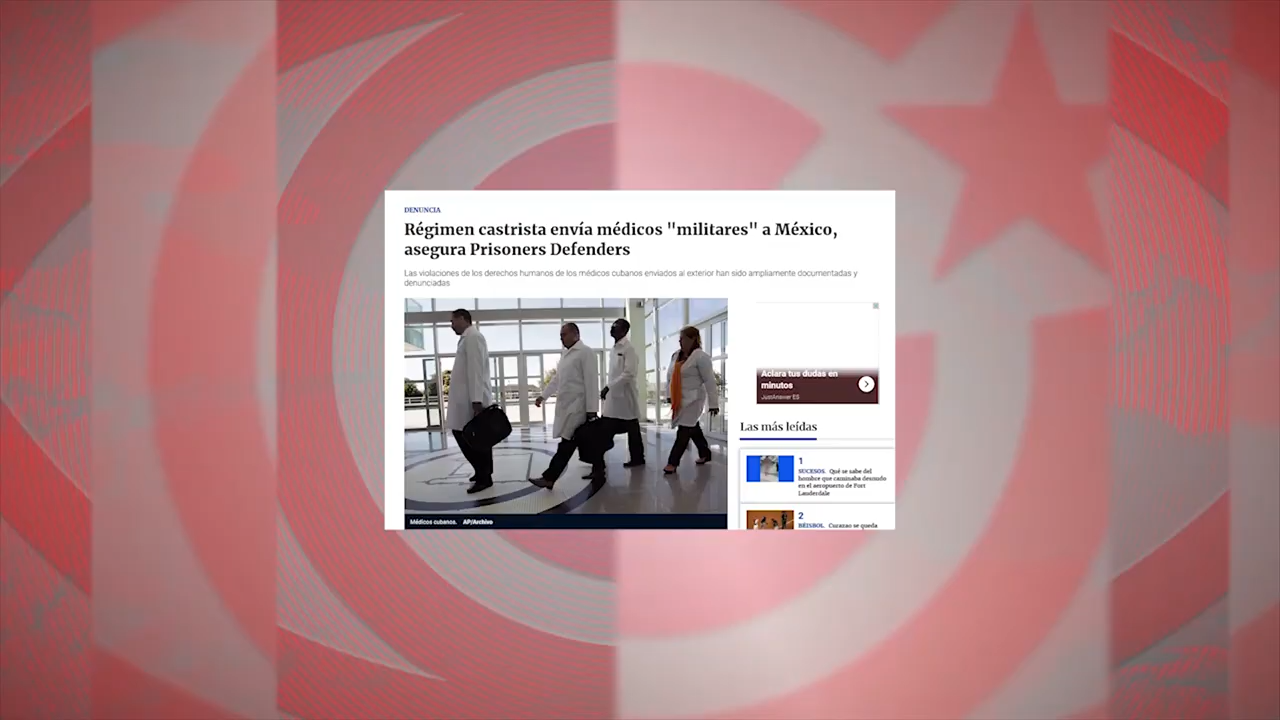 DENUNCIA
Régimen castrista envía médicos "militares" a México,
asegura Prisoners Defenders
Las violaciones de los derechos humanos de los médicos cubanos enviados al exterior han sido ampliamente documentadas y
denunciadas
Aclara tus dudas en
minutos
JustAnswer ES
Las más leídas
1
SUCESOS. Qué se sabe del
hombre que caminaba desnudo
en el aeropuerto de Fort
Lauderdale
2
BÉISBOL. Curazao se queda
Médicos cubanos. AP/Archivo